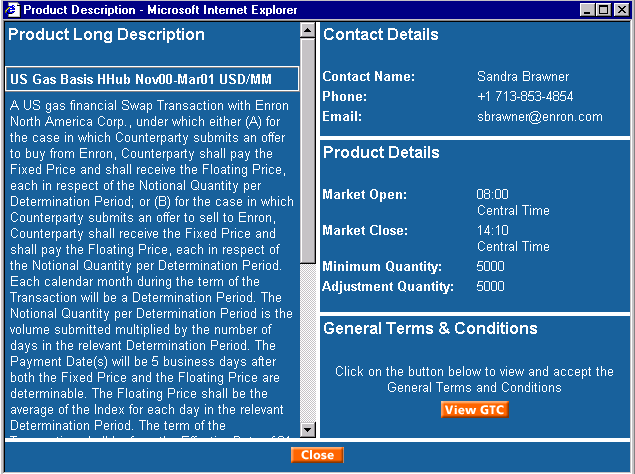 Product Description - Microsoft Internet Explorer
Product Long Description
US Gas Basis HHub Nov00-Mar01 USD/MM
A US gas financial Swap Transaction with Enron
North America Corp., under which either (A) for
the case in which Counterparty submits an offer
to buy from Enron, Counterparty shall pay the
Fixed Price and shall receive the Floating Price,
each in respect of the Notional Quantity per
Determination Period; or (B) for the case in which
Counterparty submits an offer to sell to Enron,
Counterparty shall receive the Fixed Price and
shall pay the Floating Price, each in respect of
the Notional Quantity per Determination Period.
Each calendar month during the term of the
Transaction will be a Determination Period. The
Notional Quantity per Determination Period is the
volume submitted multiplied by the number of
days in the relevant Determination Period. The
Payment Date(s) will be 5 business days after
both the Fixed Price and the Floating Price are
determinable. The Floating Price shall be the
average of the Index for each day in the relevant
Determination Period. The term of the
Contact Details
Contact Name: Sandra Brawner
Phone: +1 713-853-4854
Email: sbrawner@enron.com
Product Details
Market Open: 08:00
Central Time
Market Close: 14:10
Central Time
Minimum Quantity: 5000
Adjustment Quantity: 5000
General Terms & Conditions
Click on the button below to view and accept the
General Terms and Conditions
View GTC
Close